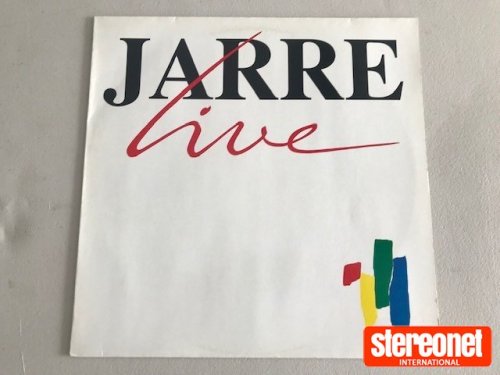 JARRE
live
stereonet
INTERNATIONAL